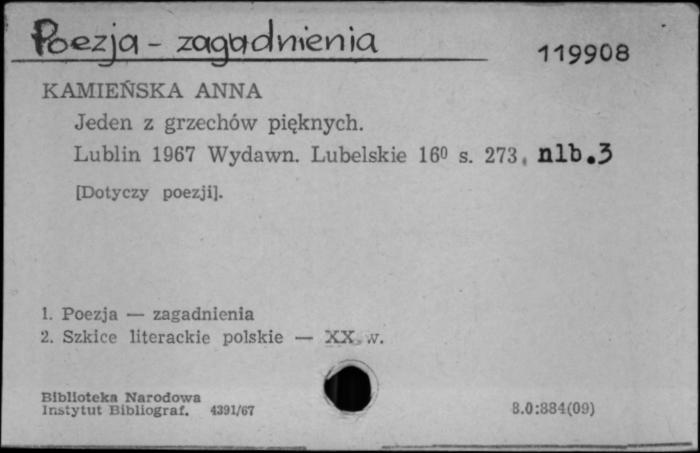 Poezja - zagadnienia
119908
KAMIEŃSKA ANNA
Jeden z grzechów pięknych.
Lublin 1967 Wydawn. Lubelskie 16⁰ s. 273, nlb.3
[Dotyczy poezji].
1. Poezja — zagadnienia
2. Szkice literackie polskie — XX w.
Biblioteka Narodowa
Instytut Bibliograf. 4391/67
8.0:884(09)